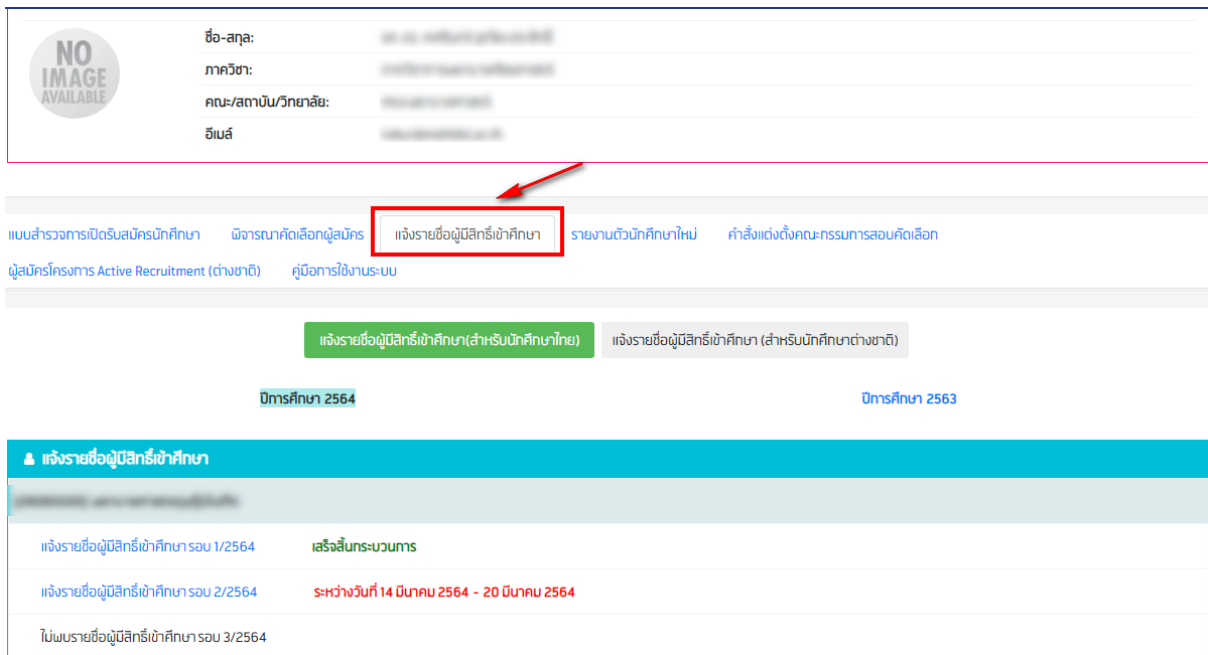 NO
IMAGE
AVAILABLE
ชื่อ-สกุล:
ภาควิชา:
คณะ/สถาบัน/วิทยาลัย:
อีเมล์
แบบสำรวจการเปิดรับสมัครนักศึกษา พิจารณาคัดเลือกผู้สมัคร แจ้งรายชื่อผู้มีสิทธิ์เข้าศึกษา รายงานตัวนักศึกษาใหม่ คำสั่งแต่งตั้งคณะกรรมการสอบคัดเลือก
ผู้สมัครโครงการ Active Recruitment (ต่างชาติ) คู่มือการใช้งานระบบ
แจ้งรายชื่อผู้มีสิทธิ์เข้าศึกษา(สำหรับนักศึกษาไทย) แจ้งรายชื่อผู้มีสิทธิ์เข้าศึกษา (สำหรับนักศึกษาต่างชาติ)
ปีการศึกษา 2564 ปีการศึกษา 2563
แจ้งรายชื่อผู้มีสิทธิ์เข้าศึกษา
แจ้งรายชื่อผู้มีสิทธิ์เข้าศึกษา รอบ 1/2564 เสร็จสิ้นกระบวนการ
แจ้งรายชื่อผู้มีสิทธิ์เข้าศึกษา รอบ 2/2564 ระหว่างวันที่ 14 มีนาคม 2564 - 20 มีนาคม 2564
ไม่พบรายชื่อผู้มีสิทธิ์เข้าศึกษา รอบ 3/2564